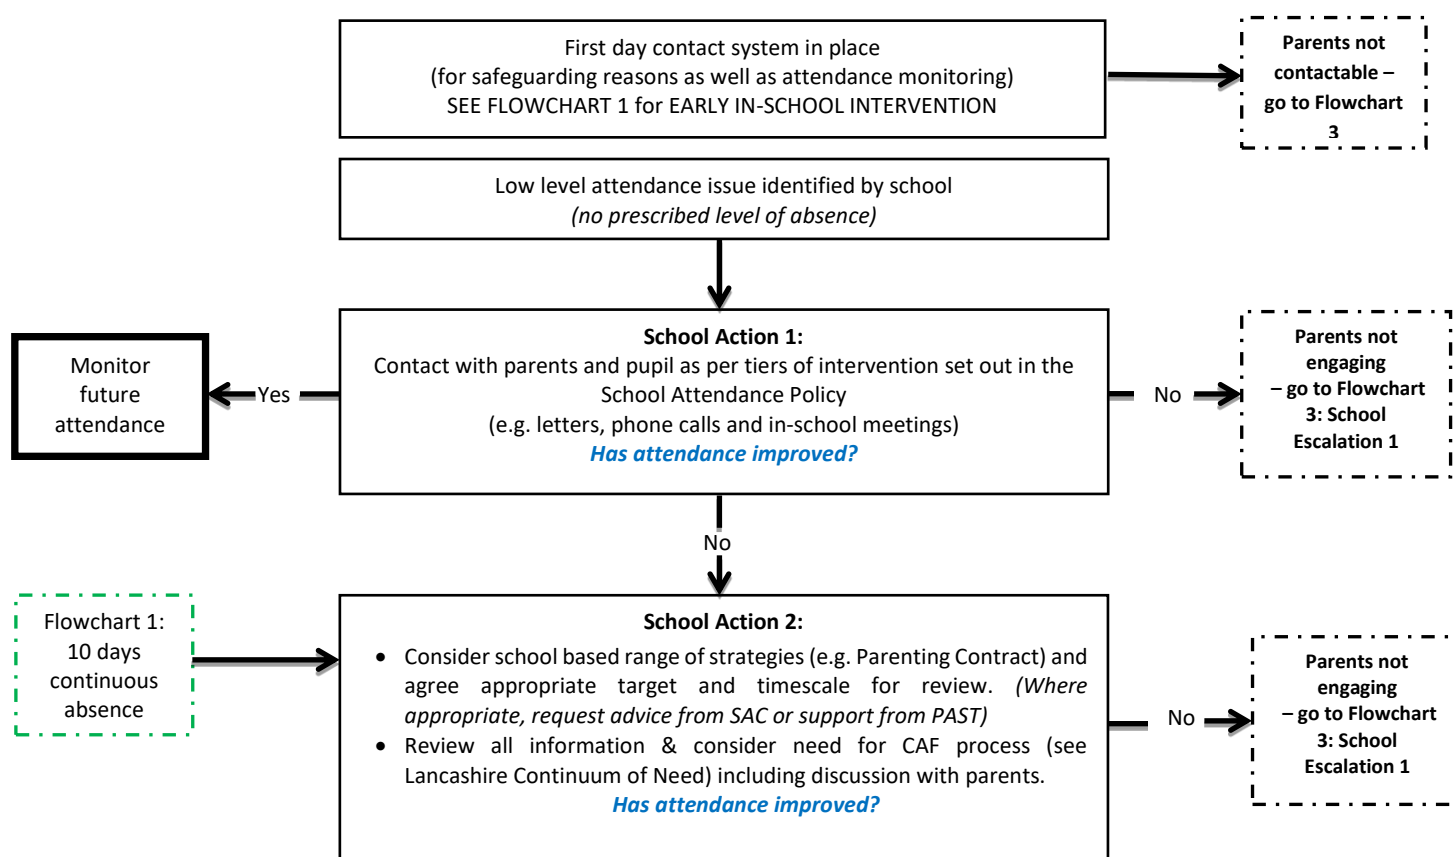 First day contact system in place
(for safeguarding reasons as well as attendance monitoring)
SEE FLOWCHART 1 for EARLY IN-SCHOOL INTERVENTION
Parents not
contactable –
go to Flowchart
3
Low level attendance issue identified by school
(no prescribed level of absence)
School Action 1:
Contact with parents and pupil as per tiers of intervention set out in the
School Attendance Policy
(e.g. letters, phone calls and in-school meetings)
Has attendance improved?
Yes
Monitor
future
attendance
No
Parents not
engaging
– go to Flowchart
3: School
Escalation 1
No
Flowchart 1:
10 days
continuous
absence
School Action 2:
• Consider school based range of strategies (e.g. Parenting Contract) and
agree appropriate target and timescale for review. (Where
appropriate, request advice from SAC or support from PAST)
• Review all information & consider need for CAF process (see
Lancashire Continuum of Need) including discussion with parents.
Has attendance improved?
No
Parents not
engaging
– go to Flowchart
3: School
Escalation 1